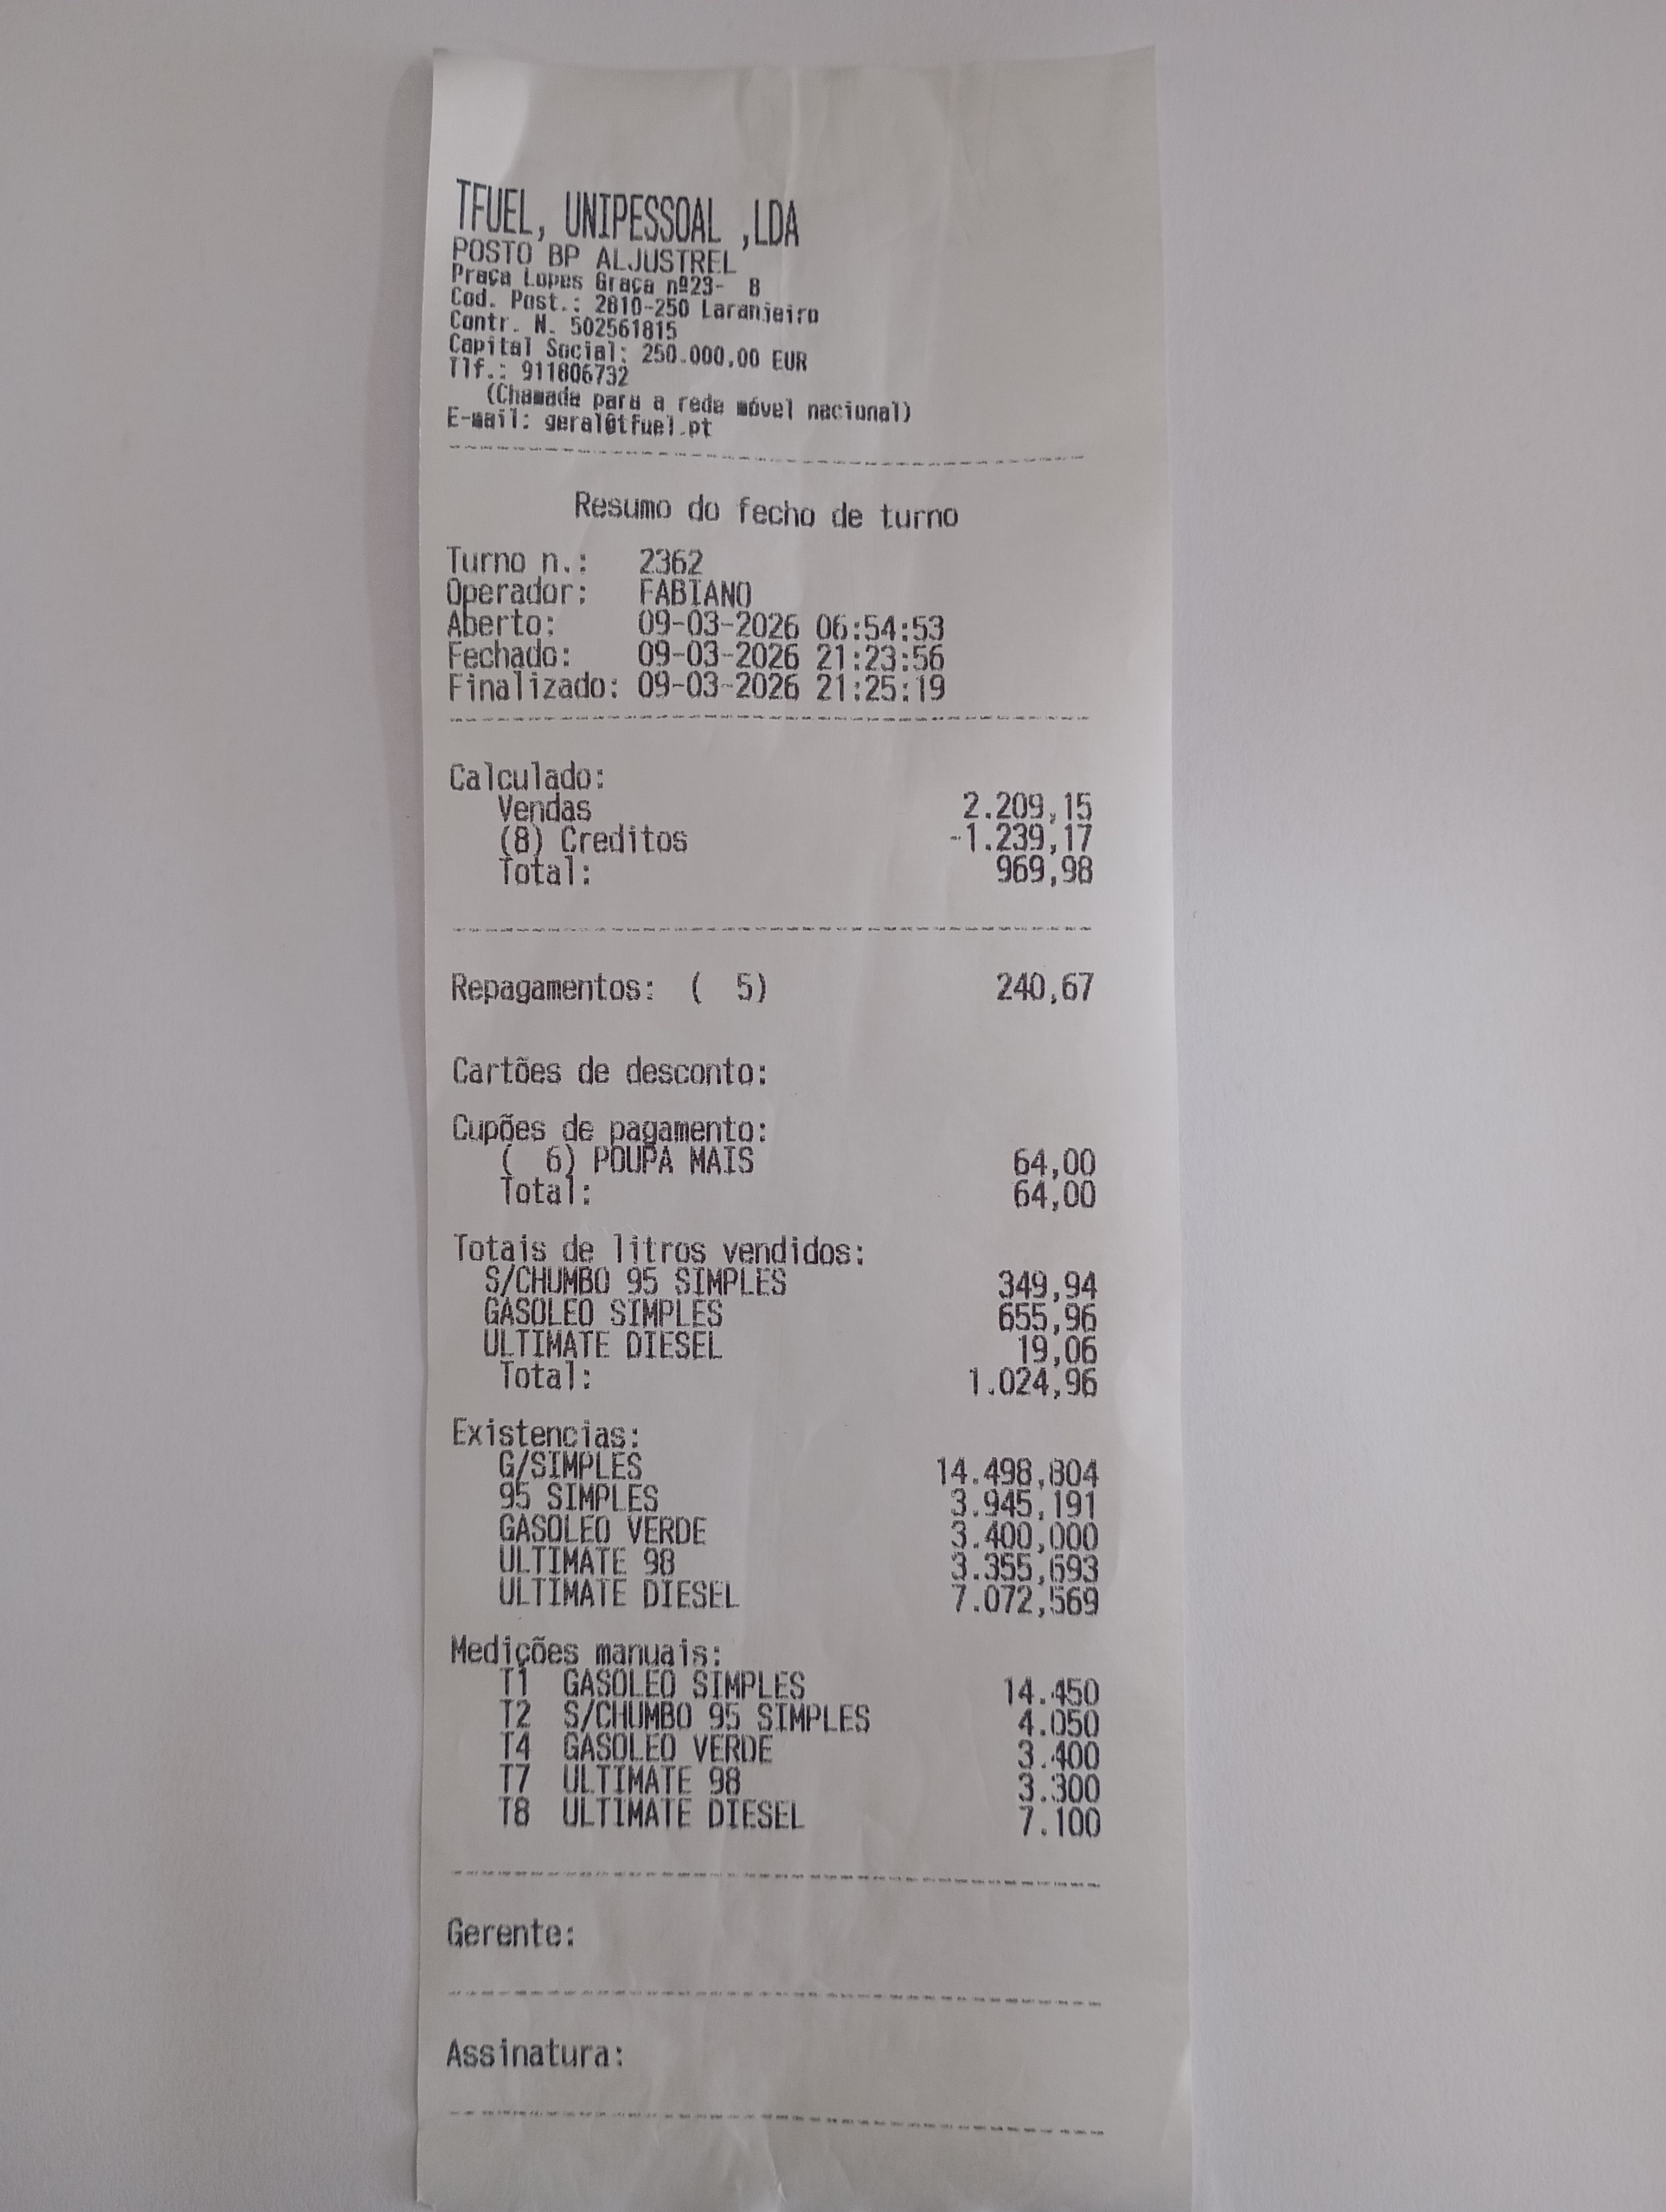 TFUEL, UNIPESSOAL ,LDA
POSTO BP ALJUSTREL
Praça Lopes Graça nº23- B
Cod. Post.: 2810-250 Laranjeiro
Contr. N. 502561815
Capital Social: 250.000,00 EUR
Tlf.: 911806732
(Chamada para a rede móvel nacional)
E-mail: geral@tfuel.pt
Resumo do fecho de turno
Turno n.: 2362
Operador: FABIANO
Aberto: 09-03-2026 06:54:53
Fechado: 09-03-2026 21:23:56
Finalizado: 09-03-2026 21:25:19
Calculado:
Vendas 2.209,15
(8) Creditos -1.239,17
Total: 969,98
Repagamentos: ( 5) 240,67
Cartões de desconto:
Cupões de pagamento:
( 6) POUPA MAIS 64,00
Total: 64,00
Totais de litros vendidos:
S/CHUMBO 95 SIMPLES 349,94
GASOLEO SIMPLES 655,96
ULTIMATE DIESEL 19,06
Total: 1.024,96
Existencias:
G/SIMPLES 14.498,804
95 SIMPLES 3.945,191
GASOLEO VERDE 3.400,000
ULTIMATE 98 3.355,693
ULTIMATE DIESEL 7.072,569
Medições manuais:
T1 GASOLEO SIMPLES 14.450
T2 S/CHUMBO 95 SIMPLES 4.050
T4 GASOLEO VERDE 3.400
T7 ULTIMATE 98 3.300
T8 ULTIMATE DIESEL 7.100
Gerente:
Assinatura: